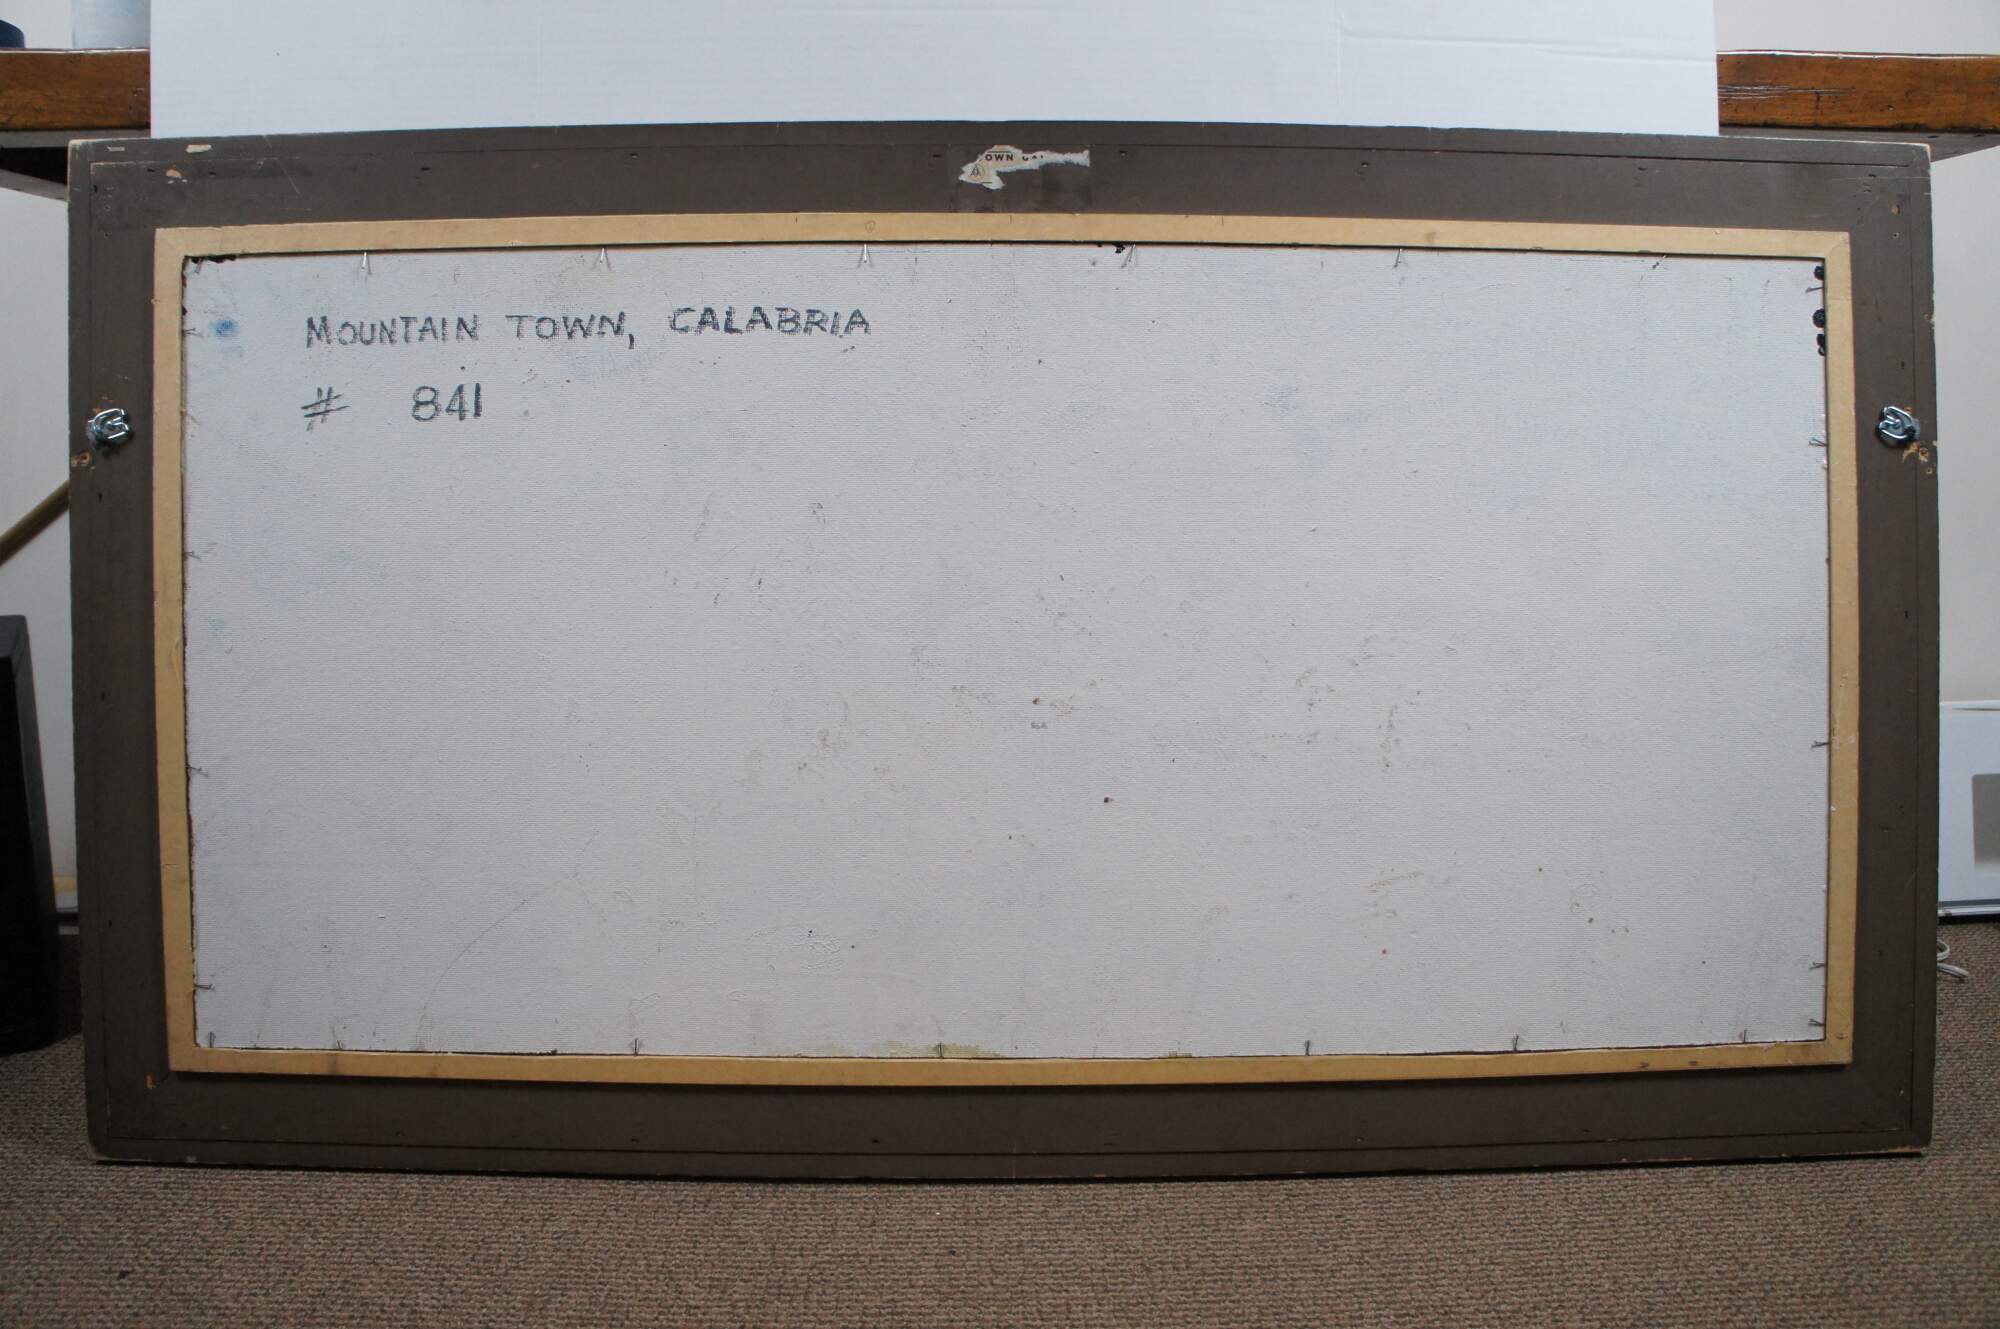 MOUNTAIN TOWN, CALABRIA
# 841